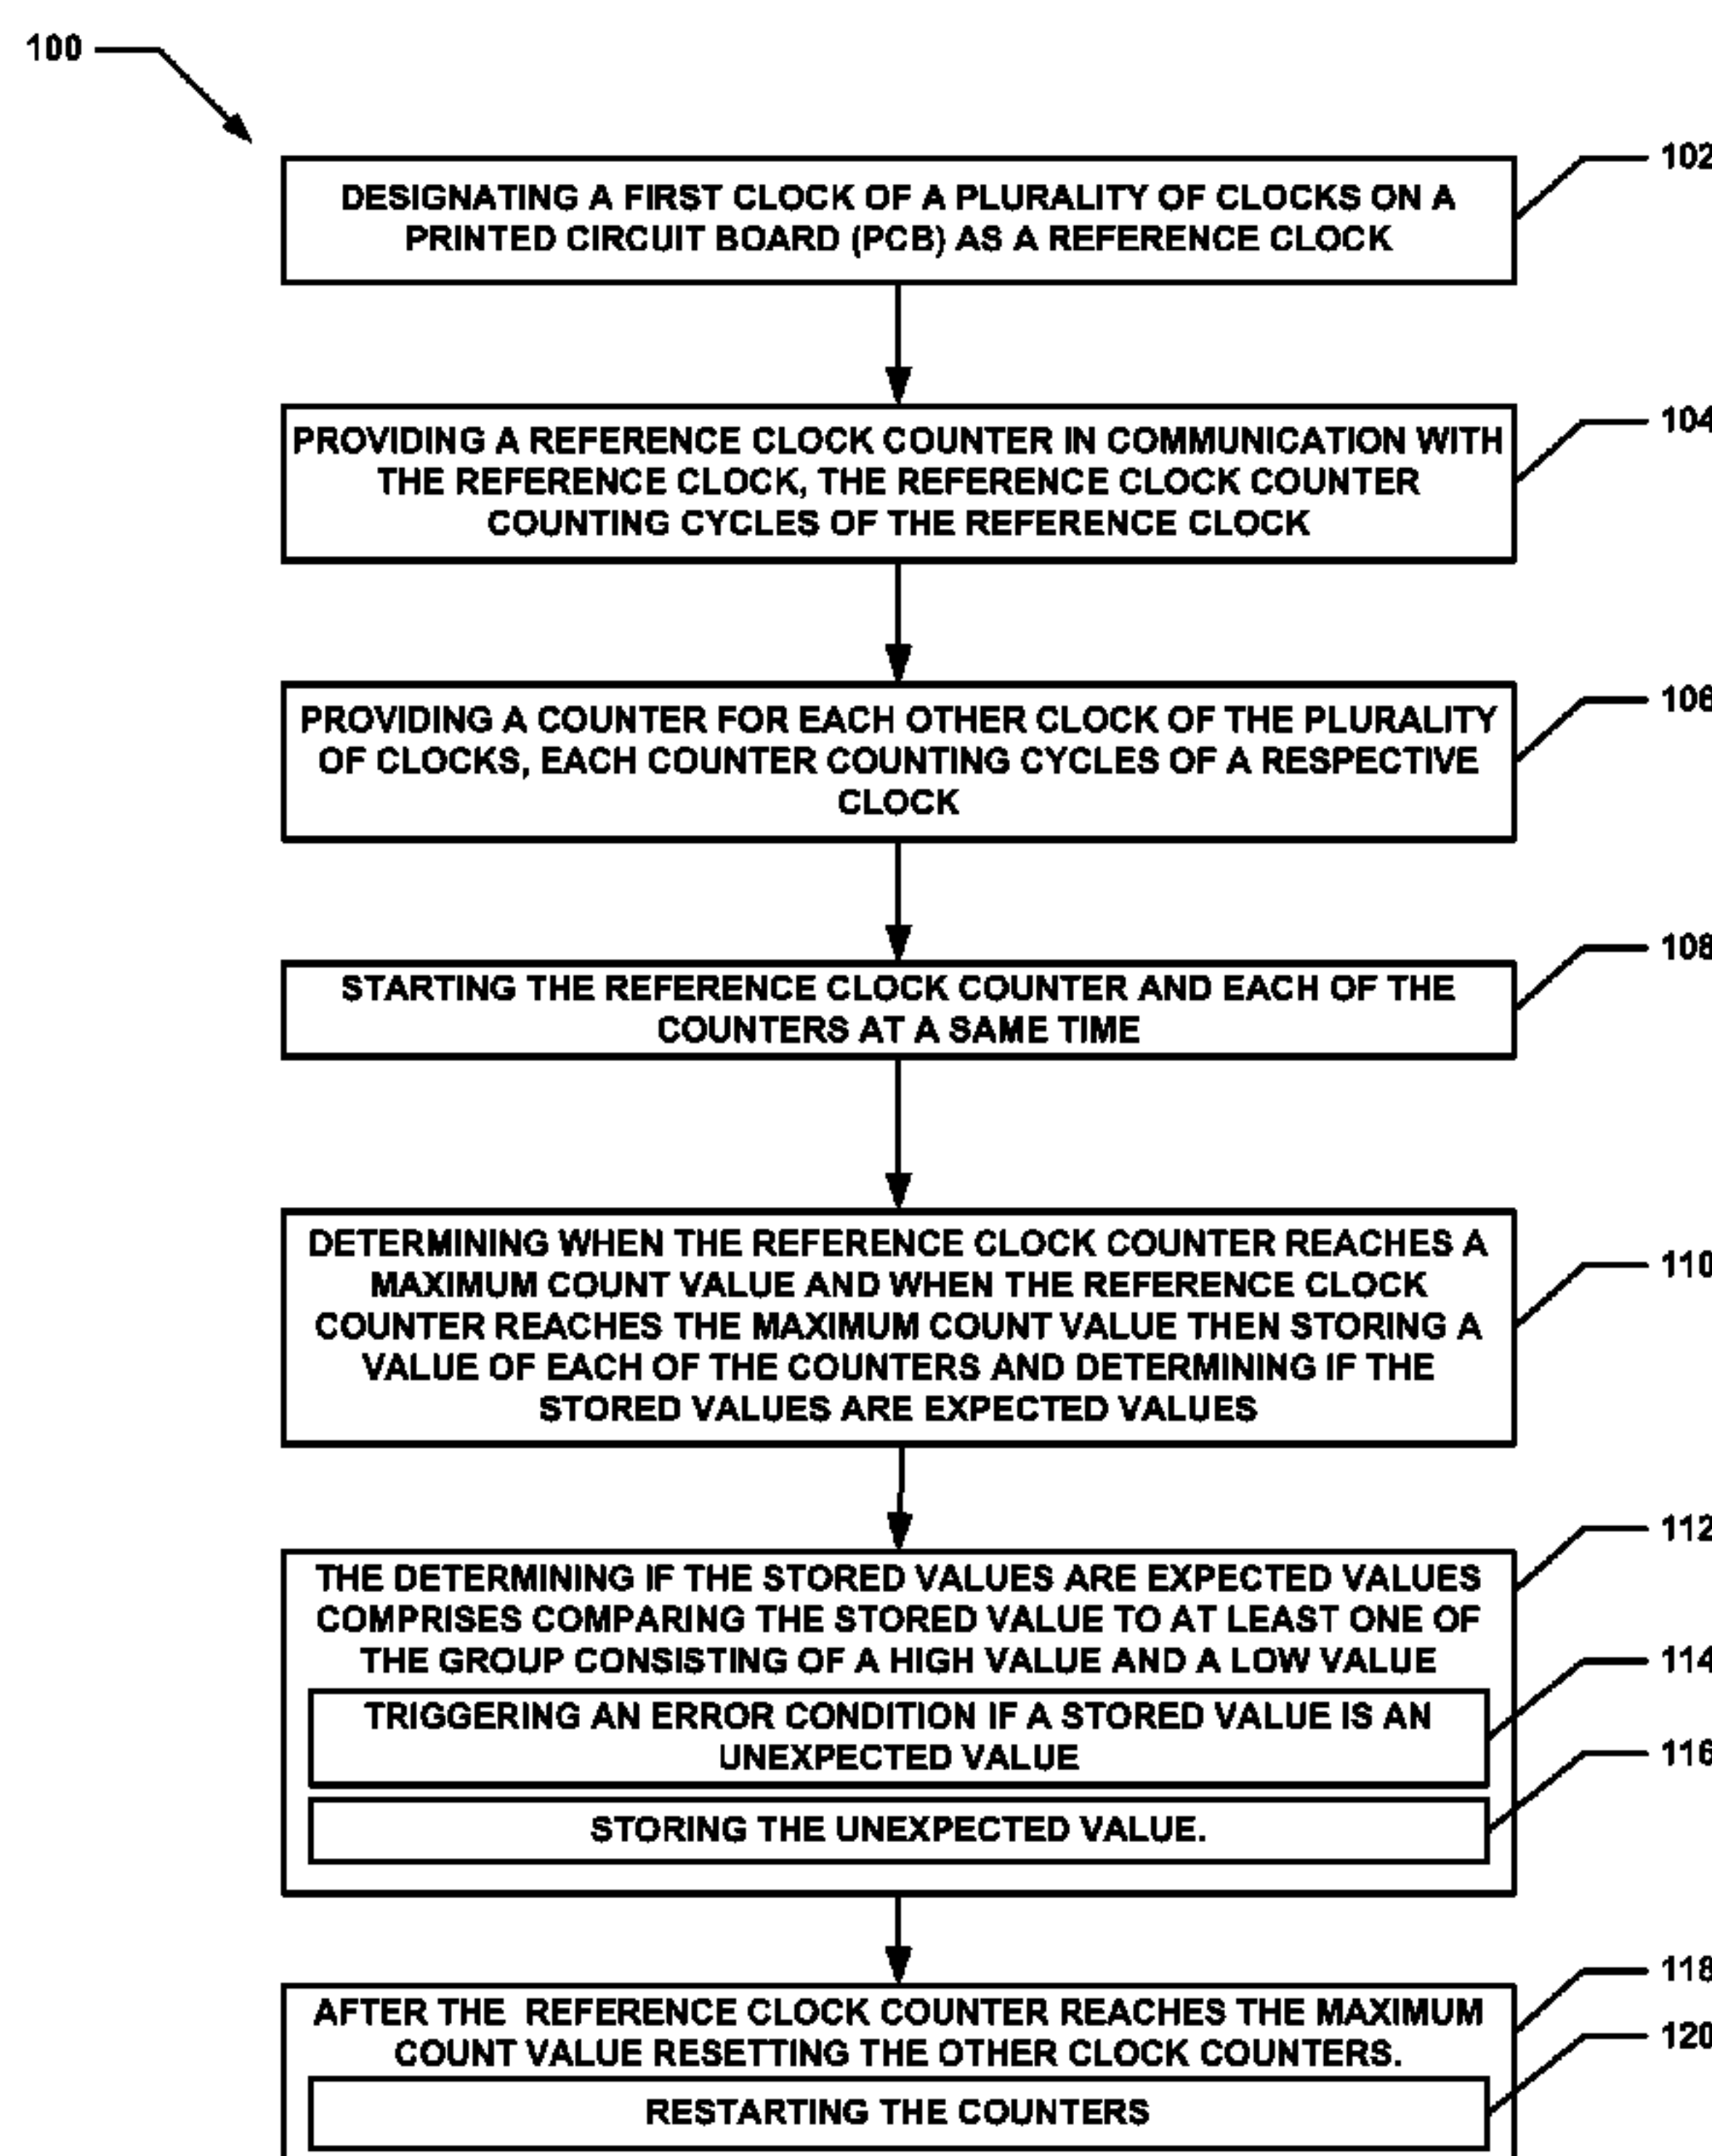 100
102
DESIGNATING A FIRST CLOCK OF A PLURALITY OF CLOCKS ON A
PRINTED CIRCUIT BOARD (PCB) AS A REFERENCE CLOCK
104
PROVIDING A REFERENCE CLOCK COUNTER IN COMMUNICATION WITH
THE REFERENCE CLOCK, THE REFERENCE CLOCK COUNTER
COUNTING CYCLES OF THE REFERENCE CLOCK
106
PROVIDING A COUNTER FOR EACH OTHER CLOCK OF THE PLURALITY
OF CLOCKS, EACH COUNTER COUNTING CYCLES OF A RESPECTIVE
CLOCK
108
STARTING THE REFERENCE CLOCK COUNTER AND EACH OF THE
COUNTERS AT A SAME TIME
110
DETERMINING WHEN THE REFERENCE CLOCK COUNTER REACHES A
MAXIMUM COUNT VALUE AND WHEN THE REFERENCE CLOCK
COUNTER REACHES THE MAXIMUM COUNT VALUE THEN STORING A
VALUE OF EACH OF THE COUNTERS AND DETERMINING IF THE
STORED VALUES ARE EXPECTED VALUES
112
THE DETERMINING IF THE STORED VALUES ARE EXPECTED VALUES
COMPRISES COMPARING THE STORED VALUE TO AT LEAST ONE OF
THE GROUP CONSISTING OF A HIGH VALUE AND A LOW VALUE
114
TRIGGERING AN ERROR CONDITION IF A STORED VALUE IS AN
UNEXPECTED VALUE
116
STORING THE UNEXPECTED VALUE.
118
AFTER THE REFERENCE CLOCK COUNTER REACHES THE MAXIMUM
COUNT VALUE RESETTING THE OTHER CLOCK COUNTERS.
120
RESTARTING THE COUNTERS